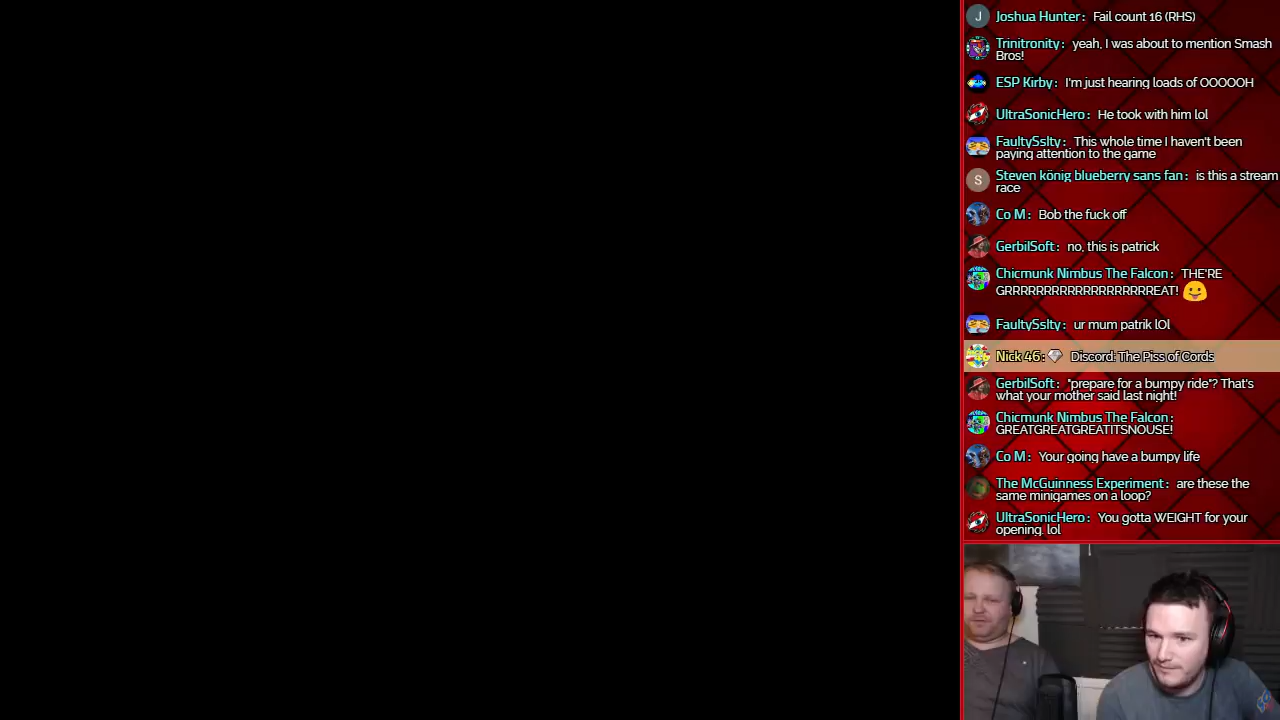 Joshua Hunter: Fail count 16 (RHS)
Trinitronity: yeah, I was about to mention Smash
Bros!
ESP Kirby: I'm just hearing loads of OOOOOH
UltraSonicHero: He took with him lol
FaultySsIty: This whole time I haven't been
paying attention to the game
Steven könig blueberry sans fan: is this a stream
race
Co M: Bob the fuck off
GerbilSoft: no, this is patrick
Chicmunk Nimbus The Falcon: THE'RE
GRRRRRRRRRRRRRRRRRREAT!
FaultySsIty: ur mum patrik lOl
Nick 46: Discord: The Piss of Cords
GerbilSoft: "prepare for a bumpy ride"? That's
what your mother said last night!
Chicmunk Nimbus The Falcon:
GREATGREATGREATITSNOUSE!
Co M: Your going have a bumpy life
The McGuinness Experiment: are these the
same minigames on a loop?
UltraSonicHero: You gotta WEIGHT for your
opening. lol